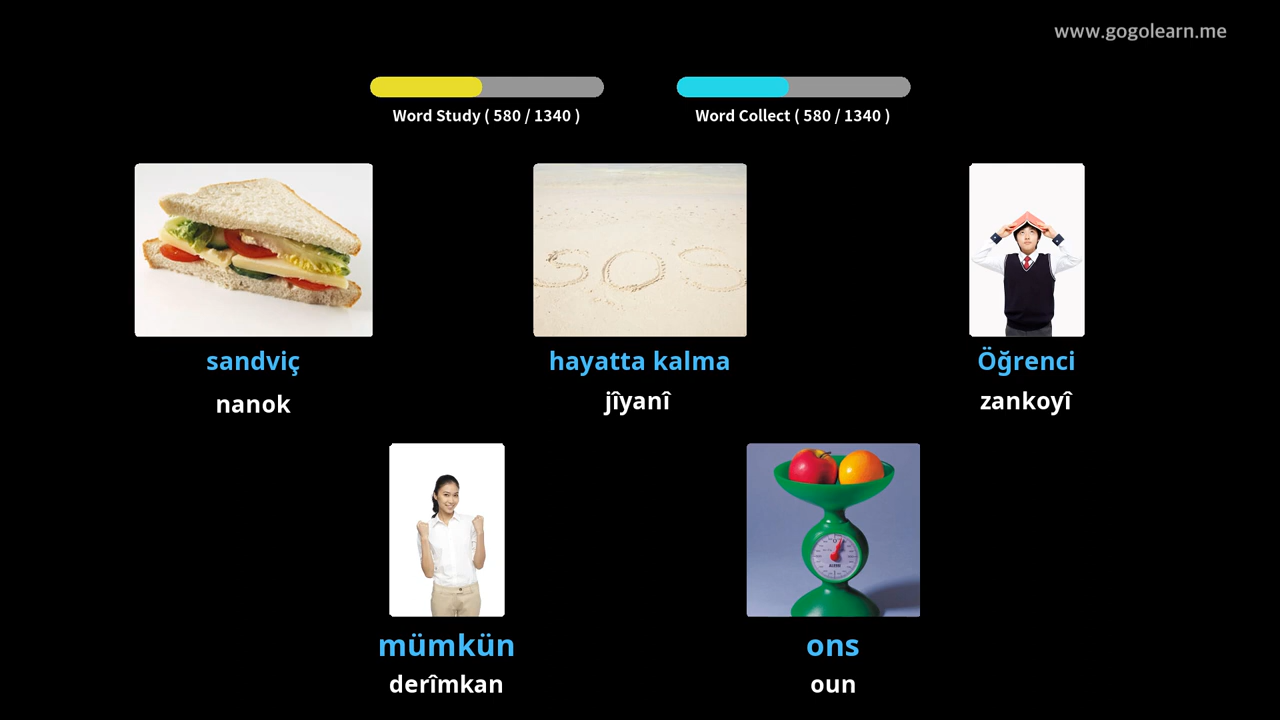 www.gogolearn.me
Word Study ( 580 / 1340 )
Word Collect ( 580 / 1340 )
SOS
sandviç
hayatta kalma
Öğrenci
nanok
jîyanî
zankoyî
mümkün
ons
derîmkan
oun